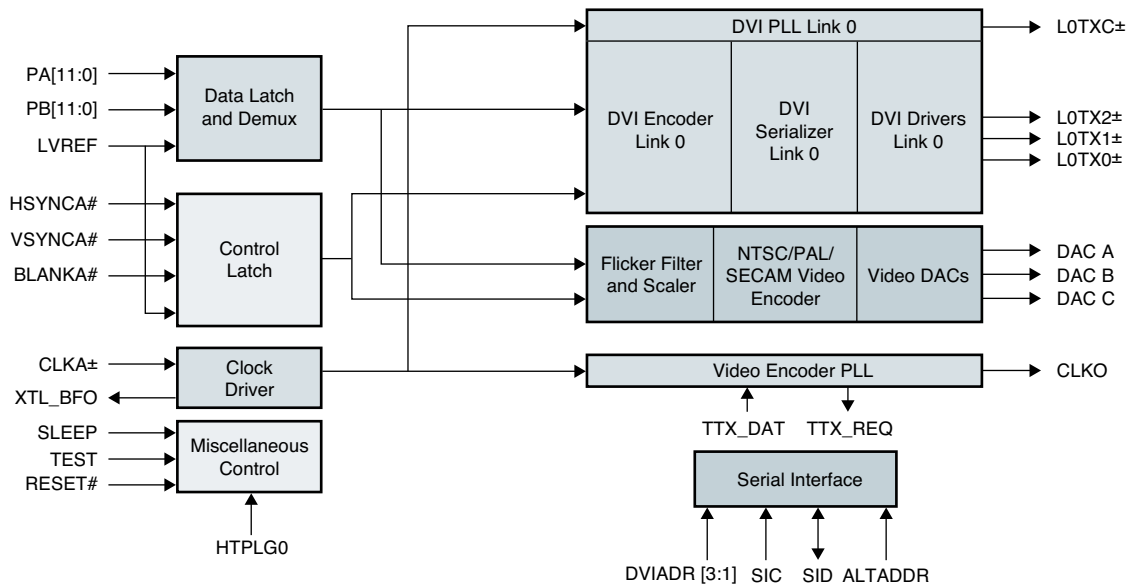 DVI PLL Link 0
L0TXC±
PA[11:0]
PB[11:0]
LVREF
Data Latch
and Demux
DVI Encoder
Link 0
DVI
Serializer
Link 0
DVI Drivers
Link 0
L0TX2±
L0TX1±
L0TX0±
HSYNCA#
VSYNCA#
BLANKA#
Control
Latch
Flicker Filter
and Scaler
NTSC/PAL/
SECAM Video
Encoder
Video DACs
DAC A
DAC B
DAC C
CLKA±
XTL_BFO
Clock
Driver
Video Encoder PLL
CLKO
TTX_DAT
TTX_REQ
SLEEP
TEST
RESET#
Miscellaneous
Control
HTPLG0
Serial Interface
DVIADR [3:1]
SIC
SID
ALTADDR